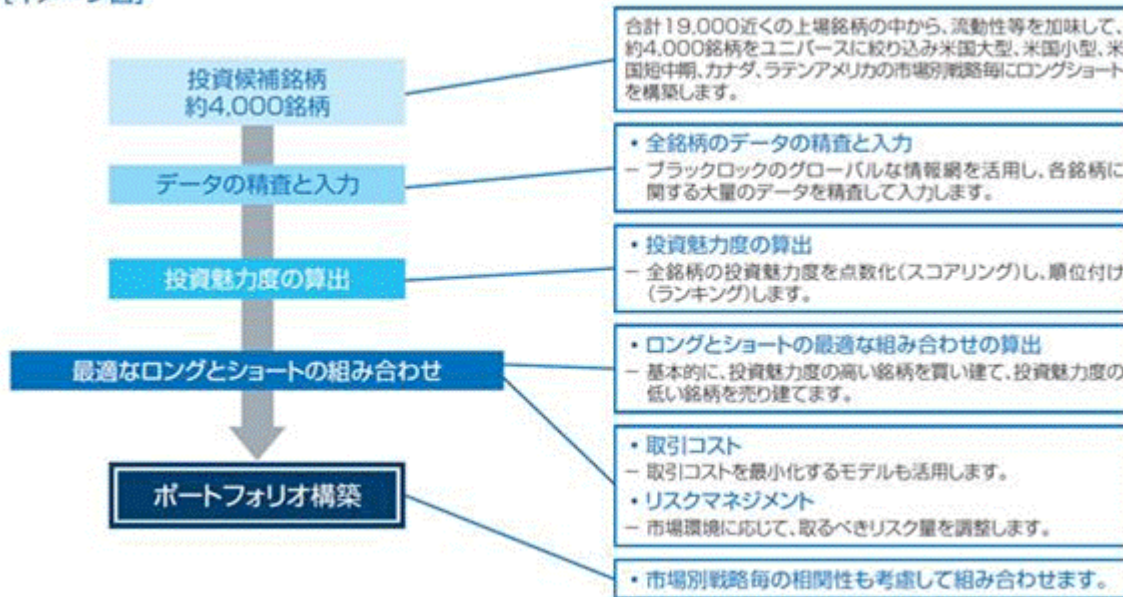 投資候補銘柄
約4,000銘柄
データの精査と入力
投資魅力度の算出
最適なロングとショートの組み合わせ
ポートフォリオ構築
合計19,000近くの上場銘柄の中から、流動性等を加味して、
約4,000銘柄をユニバースに絞り込み米国大型、米国小型、米
国短中期、カナダ、ラテンアメリカの市場別戦略毎にロングショート
を構築します。
・全銘柄のデータの精査と入力
− ブラックロックのグローバルな情報網を活用し、各銘柄に
関する大量のデータを精査して入力します。
・投資魅力度の算出
− 全銘柄の投資魅力度を点数化(スコアリング)し、順位付け
(ランキング)します。
・ロングとショートの最適な組み合わせの算出
− 基本的に、投資魅力度の高い銘柄を買い建て、投資魅力度の
低い銘柄を売り建てます。
・取引コスト
− 取引コストを最小化するモデルも活用します。
・リスクマネジメント
− 市場環境に応じて、取るべきリスク量を調整します。
・市場別戦略毎の相関性も考慮して組み合わせます。